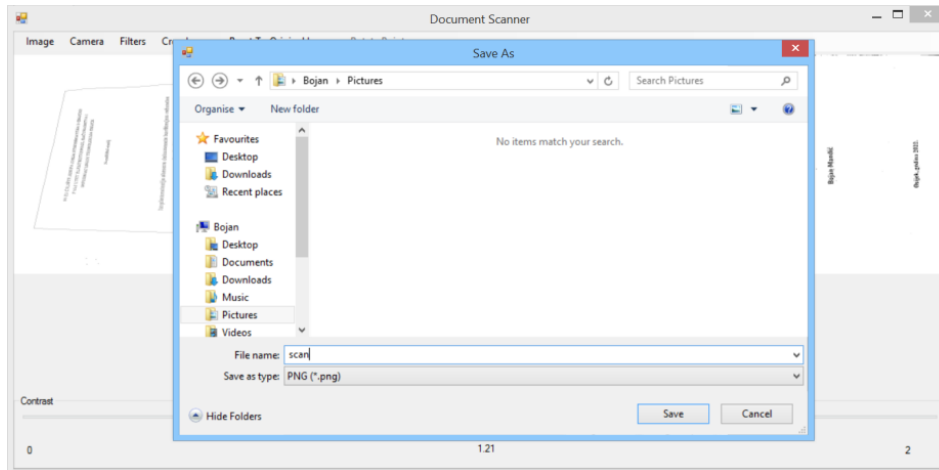 Document Scanner
Image Camera Filters
Save As
Bojan Pictures
Search Pictures
Organise New folder
Favourites
Desktop
Downloads
Recent places
No items match your search.
Bojan
Desktop
Documents
Downloads
Music
Pictures
Videos
File name: scan
Save as type: PNG (*.png)
Hide Folders
Save Cancel
Contrast
0 1.21 2
Bojan Mandić